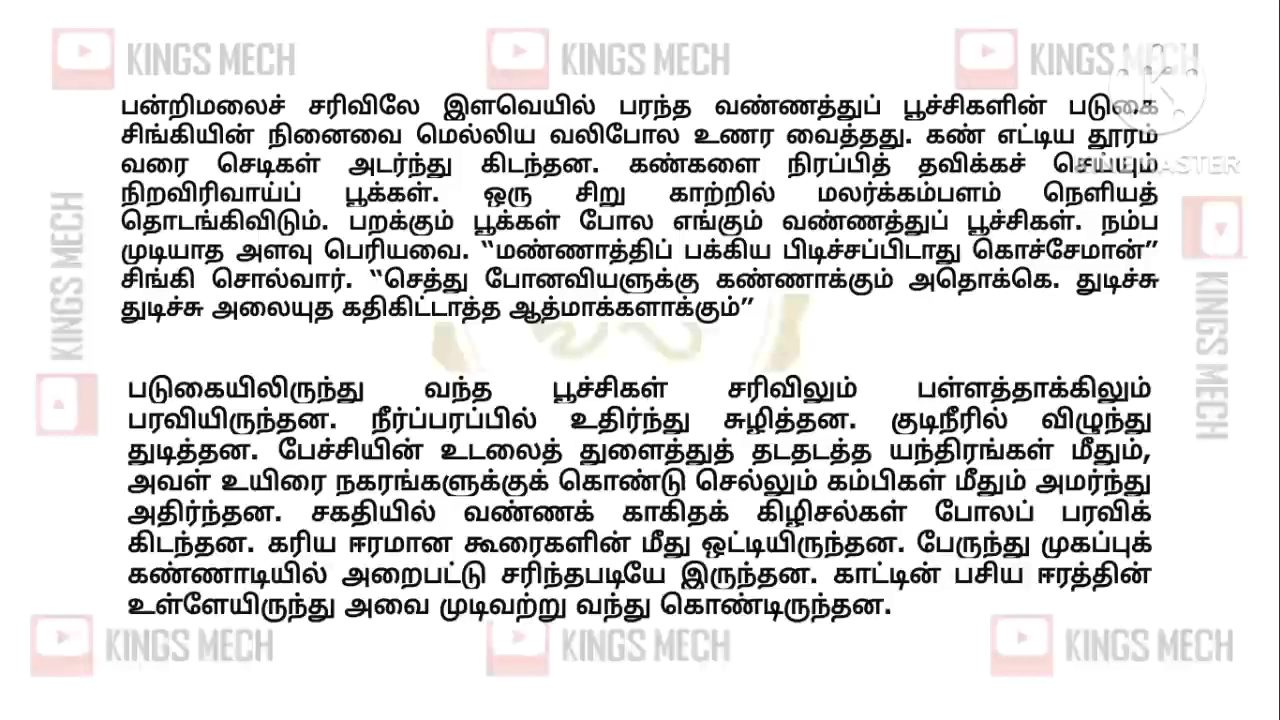 KINGS MECH KINGS MECH KINGS MECH
பன்றிமலைச் சரிவிலே இளவெயில் பரந்த வண்ணத்துப் பூச்சிகளின் படுகை
சிங்கியின் நினைவை மெல்லிய வலிபோல உணர வைத்தது. கண் எட்டிய தூரம்
வரை செடிகள் அடர்ந்து கிடந்தன. கண்களை நிரப்பித் தவிக்கச் செய்யும்
நிறவிரிவாய்ப் பூக்கள். ஒரு சிறு காற்றில் மலர்க்கம்பளம் நெளியத்
தொடங்கிவிடும். பறக்கும் பூக்கள் போல எங்கும் வண்ணத்துப் பூச்சிகள். நம்ப
முடியாத அளவு பெரியவை. “மண்ணாத்திப் பக்கிய பிடிச்சப்பிடாது கொச்சேமான்”
சிங்கி சொல்வார். “செத்து போனவியளுக்கு கண்ணாக்கும் அதொக்கெ. துடிச்சு
துடிச்சு அலையுத கதிகிட்டாத்த ஆத்மாக்களாக்கும்”
KINGS MECH
KINGS MECH
படுகையிலிருந்து வந்த பூச்சிகள் சரிவிலும் பள்ளத்தாக்கிலும்
பரவியிருந்தன. நீர்ப்பரப்பில் உதிர்ந்து சுழித்தன. குடிநீரில் விழுந்து
துடித்தன. பேச்சியின் உடலைத் துளைத்துத் தடதடத்த யந்திரங்கள் மீதும்,
அவள் உயிரை நகரங்களுக்குக் கொண்டு செல்லும் கம்பிகள் மீதும் அமர்ந்து
அதிர்ந்தன. சகதியில் வண்ணக் காகிதக் கிழிசல்கள் போலப் பரவிக்
கிடந்தன. கரிய ஈரமான கூரைகளின் மீது ஒட்டியிருந்தன. பேருந்து முகப்புக்
கண்ணாடியில் அறைபட்டு சரிந்தபடியே இருந்தன. காட்டின் பசிய ஈரத்தின்
உள்ளேயிருந்து அவை முடிவற்று வந்து கொண்டிருந்தன.
KINGS MECH KINGS MECH KINGS MECH